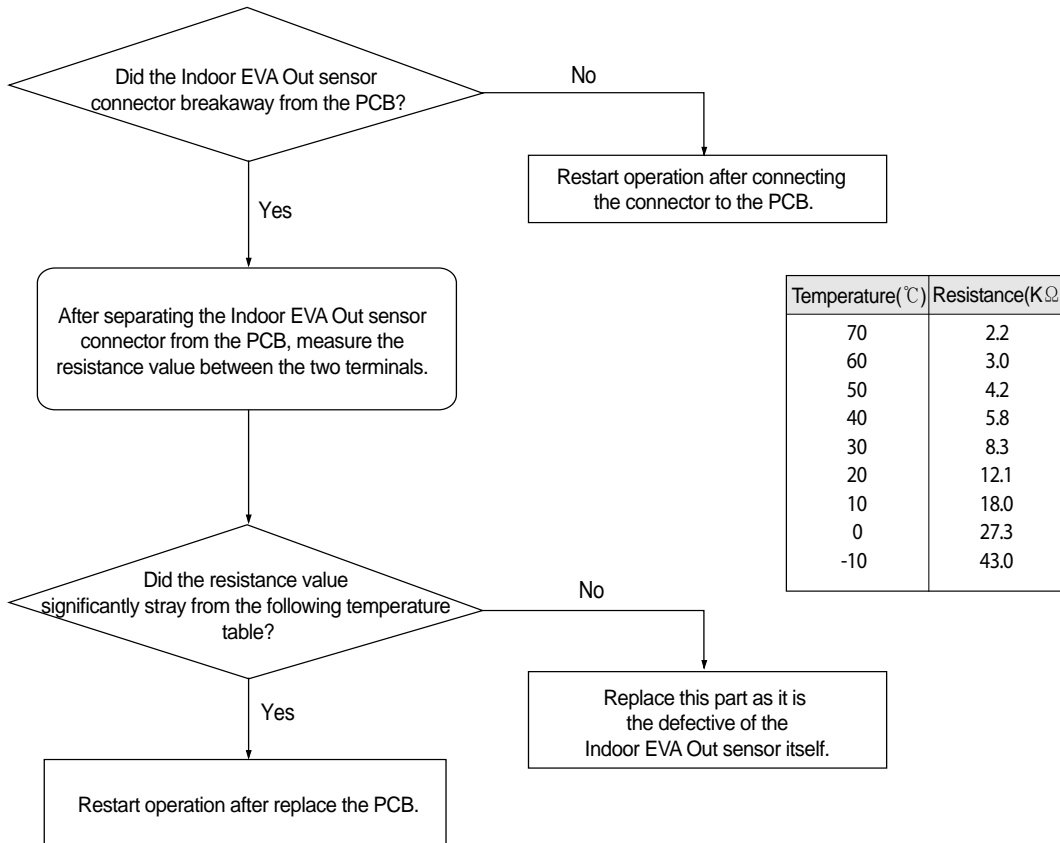 Did the Indoor EVA Out sensor
connector breakaway from the PCB?
No
Restart operation after connecting
the connector to the PCB.
Yes
After separating the Indoor EVA Out sensor
connector from the PCB, measure the
resistance value between the two terminals.
Temperature(℃) Resistance(KΩ
70 2.2
60 3.0
50 4.2
40 5.8
30 8.3
20 12.1
10 18.0
0 27.3
-10 43.0
Did the resistance value
significantly stray from the following temperature
table?
No
Replace this part as it is
the defective of the
Indoor EVA Out sensor itself.
Yes
Restart operation after replace the PCB.